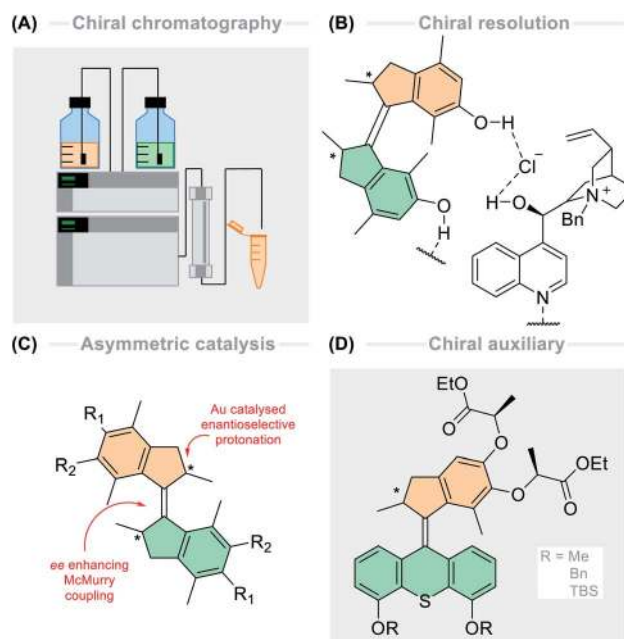 (A) Chiral chromatography
(B) Chiral resolution
*
O-H
Cl−
*
O
H
H-O
N+
Bn
N
(C) Asymmetric catalysis
R1
R2
Au catalysed
enantioselective
protonation
*
*
R2
R1
ee enhancing
McMurry
coupling
(D) Chiral auxiliary
EtO
O
O
*
O
OEt
O
S
OR
OR
R = Me
Bn
TBS